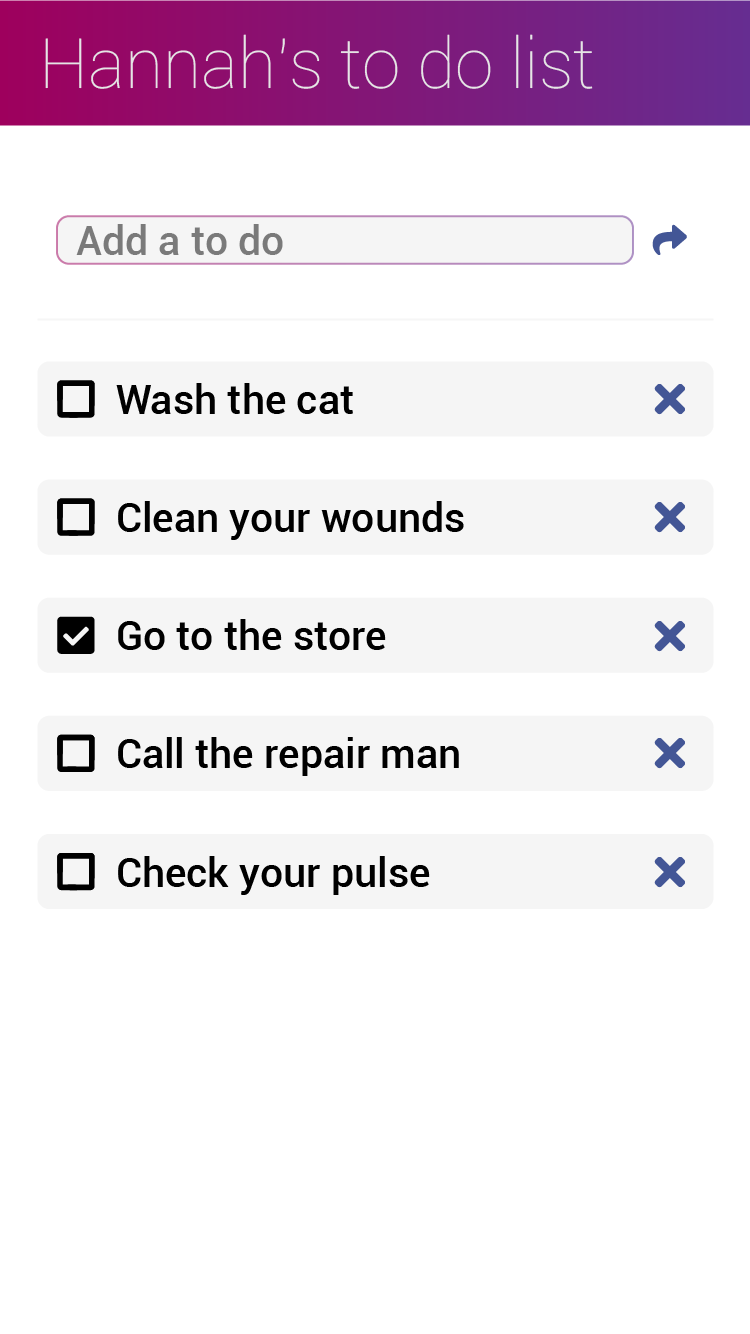 Hannah's to do list
Add a to do
Wash the cat
Clean your wounds
Go to the store
Call the repair man
Check your pulse